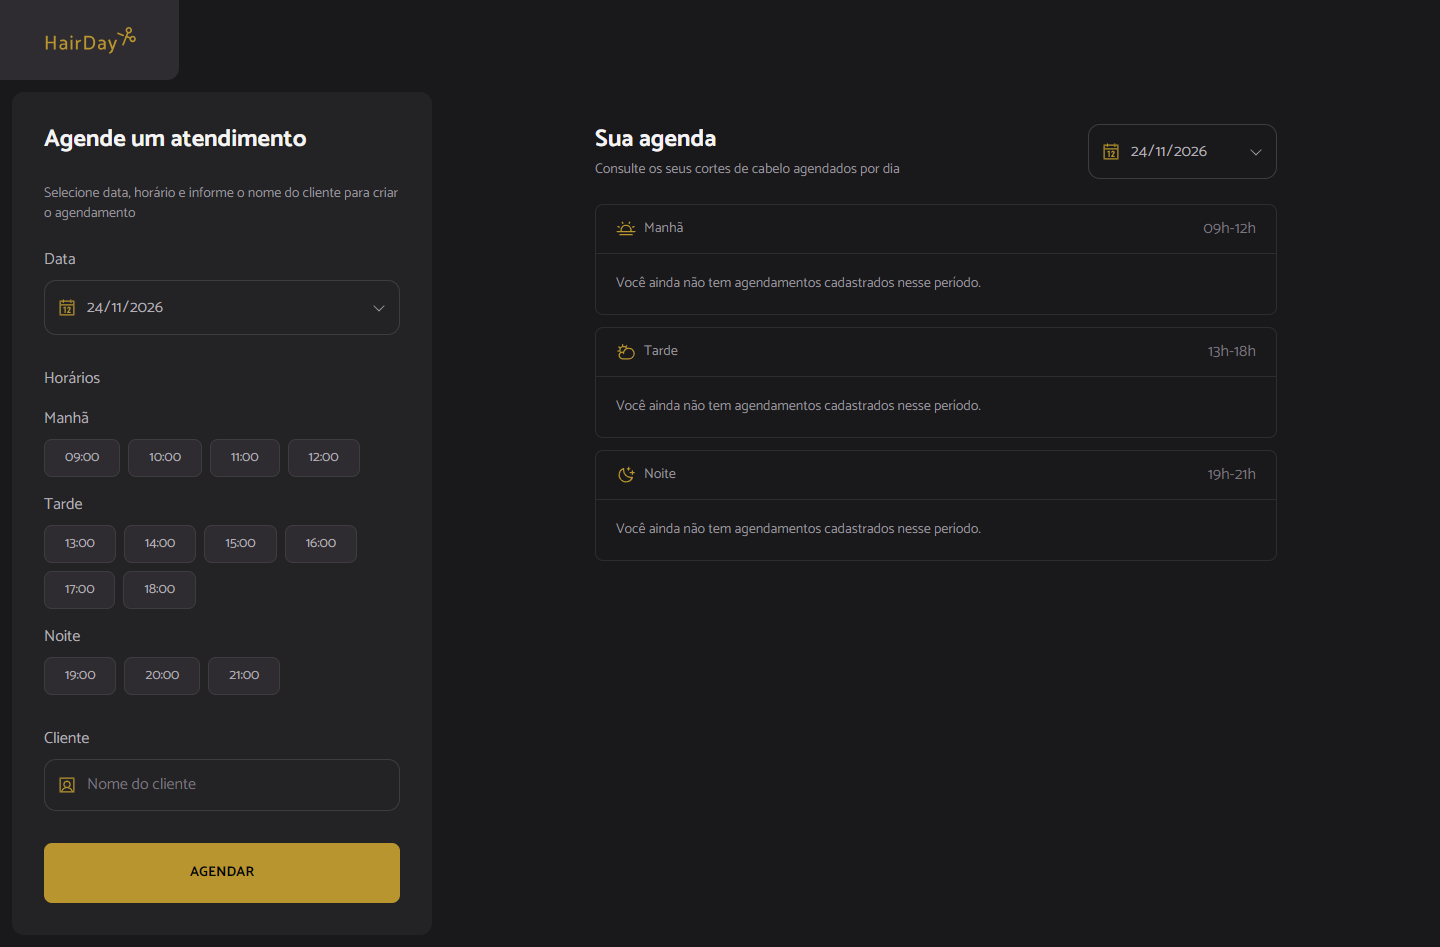 HairDay
Agende um atendimento
Selecione data, horário e informe o nome do cliente para criar
o agendamento
Data
12 24/11/2026
Horários
Manhã
09:00 10:00 11:00 12:00
Tarde
13:00 14:00 15:00 16:00
17:00 18:00
Noite
19:00 20:00 21:00
Cliente
Nome do cliente
AGENDAR
Sua agenda
Consulte os seus cortes de cabelo agendados por dia
12 24/11/2026
Manhã 09h-12h
Você ainda não tem agendamentos cadastrados nesse período.
Tarde 13h-18h
Você ainda não tem agendamentos cadastrados nesse período.
Noite 19h-21h
Você ainda não tem agendamentos cadastrados nesse período.